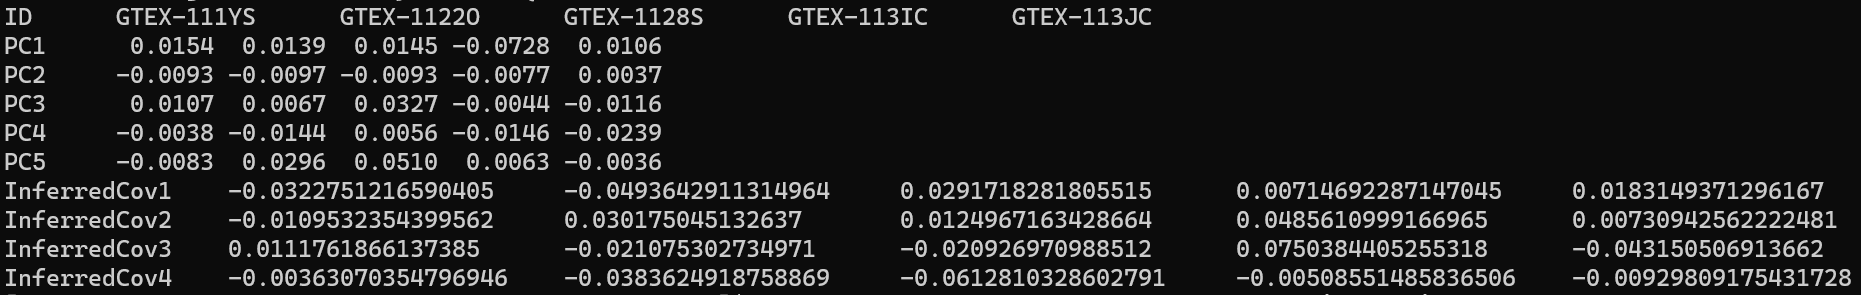 ID GTEX-111YS GTEX-1122O GTEX-1128S GTEX-113IC GTEX-113JC
PC1 0.0154 0.0139 0.0145 -0.0728 0.0106
PC2 -0.0093 -0.0097 -0.0093 -0.0077 0.0037
PC3 0.0107 0.0067 0.0327 -0.0044 -0.0116
PC4 -0.0038 -0.0144 0.0056 -0.0146 -0.0239
PC5 -0.0083 0.0296 0.0510 0.0063 -0.0036
InferredCov1 -0.0322751216590405 -0.0493642911314964 0.0291718281805515 0.00714692287147045 0.0183149371296167
InferredCov2 -0.0109532354399562 0.030175045132637 0.0124967163428664 0.0485610999166965 0.00730942562222481
InferredCov3 0.0111761866137385 -0.021075302734971 -0.020926970988512 0.0750384405255318 -0.043150506913662
InferredCov4 -0.00363070354796946 -0.0383624918758869 -0.0612810328602791 -0.00508551485836506 -0.00929809175431728